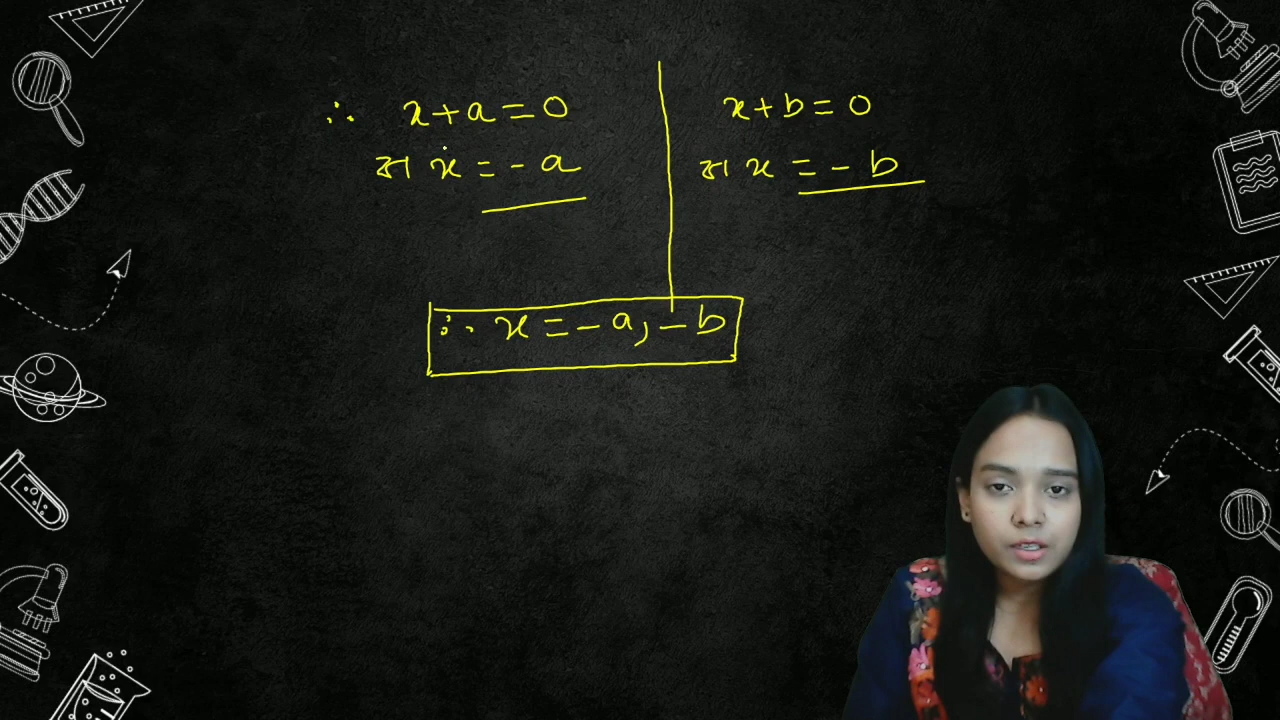 ∴ x+a=0
বা x = -a
x+b=0
বা x = -b
∴ x = -a, -b